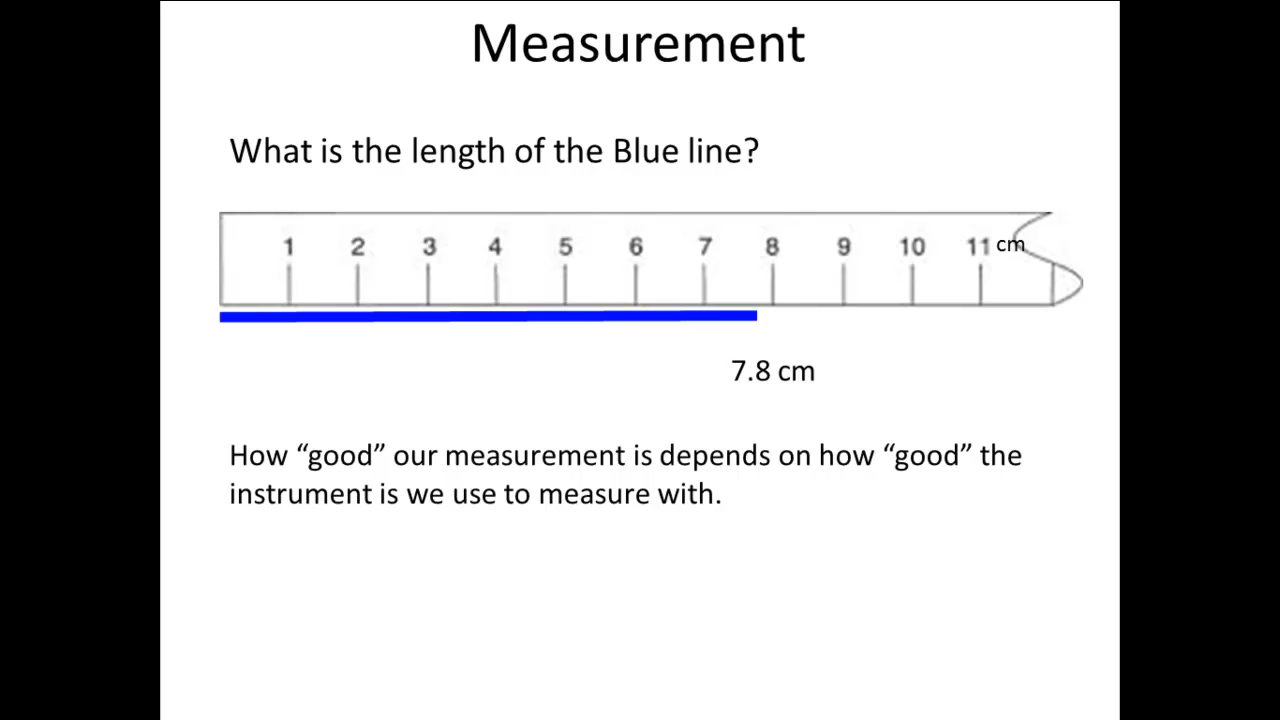 Measurement
What is the length of the Blue line?
1 2 3 4 5 6 7 8 9 10 11 cm
7.8 cm
How “good” our measurement is depends on how “good” the
instrument is we use to measure with.